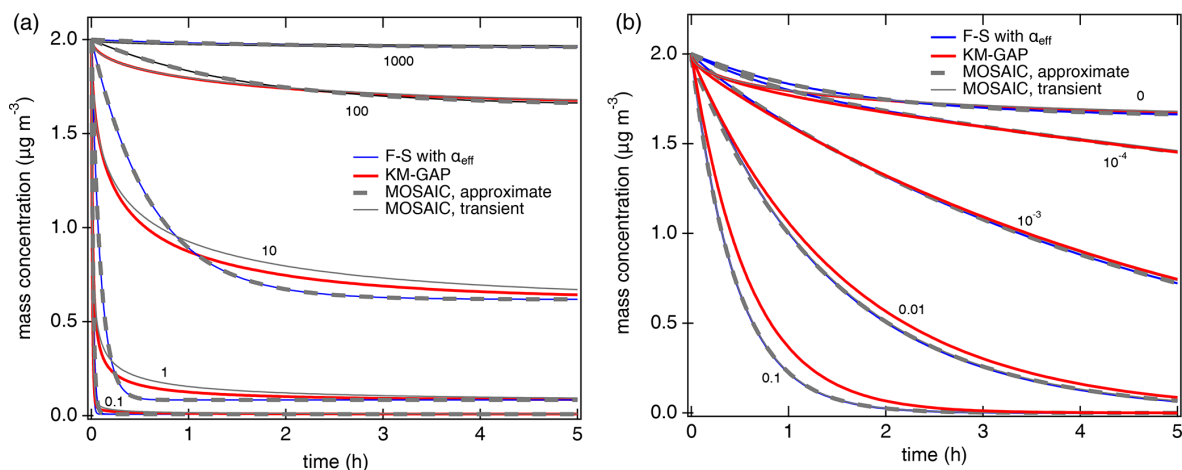 (a)
2.0
1.5
1.0
0.5
0.0
mass concentration (µg m⁻³)
0
1
2
3
4
5
time (h)
1000
100
F-S with α_eff
KM-GAP
MOSAIC, approximate
MOSAIC, transient
10
1
0.1
(b)
2.0
1.5
1.0
0.5
0.0
mass concentration (µg m⁻³)
0
1
2
3
4
5
time (h)
F-S with α_eff
KM-GAP
MOSAIC, approximate
MOSAIC, transient
0
10⁻⁴
10⁻³
0.01
0.1